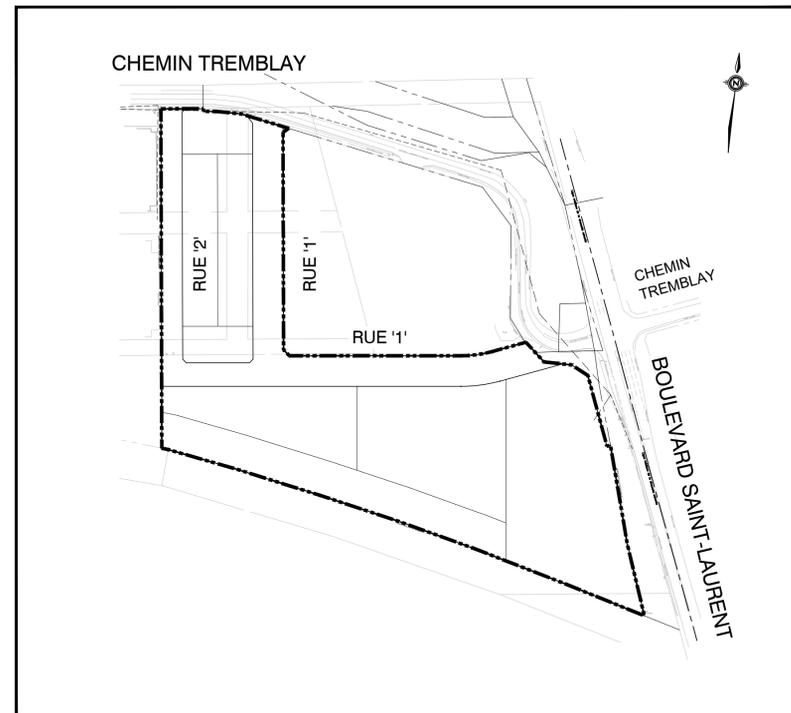 CHEMIN TREMBLAY
N
RUE '2'
RUE '1'
RUE '1'
CHEMIN
TREMBLAY
BOULEVARD SAINT-LAURENT